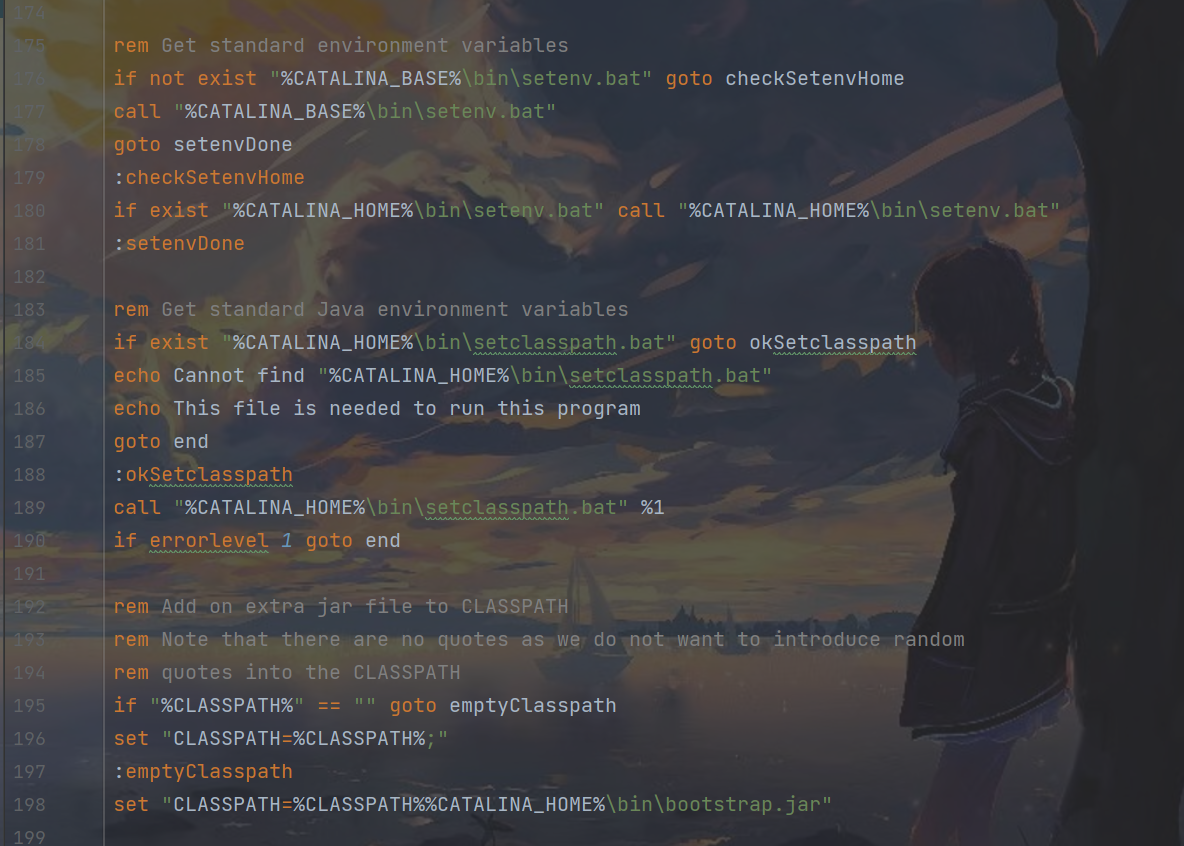 174
175 rem Get standard environment variables
176 if not exist "%CATALINA_BASE%\bin\setenv.bat" goto checkSetenvHome
177 call "%CATALINA_BASE%\bin\setenv.bat"
178 goto setenvDone
179 :checkSetenvHome
180 if exist "%CATALINA_HOME%\bin\setenv.bat" call "%CATALINA_HOME%\bin\setenv.bat"
181 :setenvDone
182
183 rem Get standard Java environment variables
184 if exist "%CATALINA_HOME%\bin\setclasspath.bat" goto okSetclasspath
185 echo Cannot find "%CATALINA_HOME%\bin\setclasspath.bat"
186 echo This file is needed to run this program
187 goto end
188 :okSetclasspath
189 call "%CATALINA_HOME%\bin\setclasspath.bat" %1
190 if errorlevel 1 goto end
191
192 rem Add on extra jar file to CLASSPATH
193 rem Note that there are no quotes as we do not want to introduce random
194 rem quotes into the CLASSPATH
195 if "%CLASSPATH%" == "" goto emptyClasspath
196 set "CLASSPATH=%CLASSPATH%;"
197 :emptyClasspath
198 set "CLASSPATH=%CLASSPATH%%CATALINA_HOME%\bin\bootstrap.jar"
199